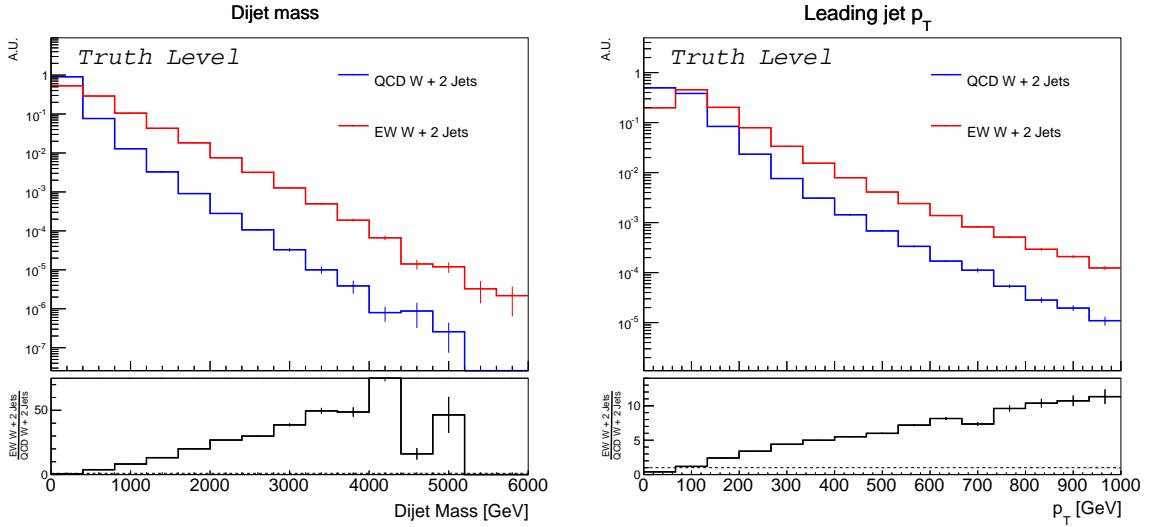 Dijet mass
A.U.
Truth Level
QCD W + 2 Jets
EW W + 2 Jets
1
10^-1
10^-2
10^-3
10^-4
10^-5
10^-6
10^-7
EW W + 2 Jets
QCD W + 2 Jets
50
0
0 1000 2000 3000 4000 5000 6000
Dijet Mass [GeV]
Leading jet p_T
A.U.
Truth Level
QCD W + 2 Jets
EW W + 2 Jets
1
10^-1
10^-2
10^-3
10^-4
10^-5
EW W + 2 Jets
QCD W + 2 Jets
10
5
0
0 100 200 300 400 500 600 700 800 900 1000
p_T [GeV]